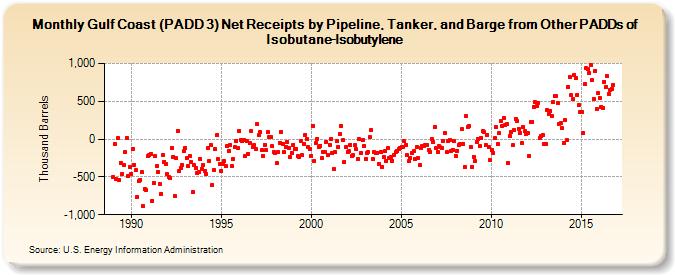 Monthly Gulf Coast (PADD 3) Net Receipts by Pipeline, Tanker, and Barge from Other PADDs of
Isobutane-Isobutylene
Thousand Barrels
1,000
500
0
-500
-1,000
1990
1995
2000
2005
2010
2015
Source: U.S. Energy Information Administration